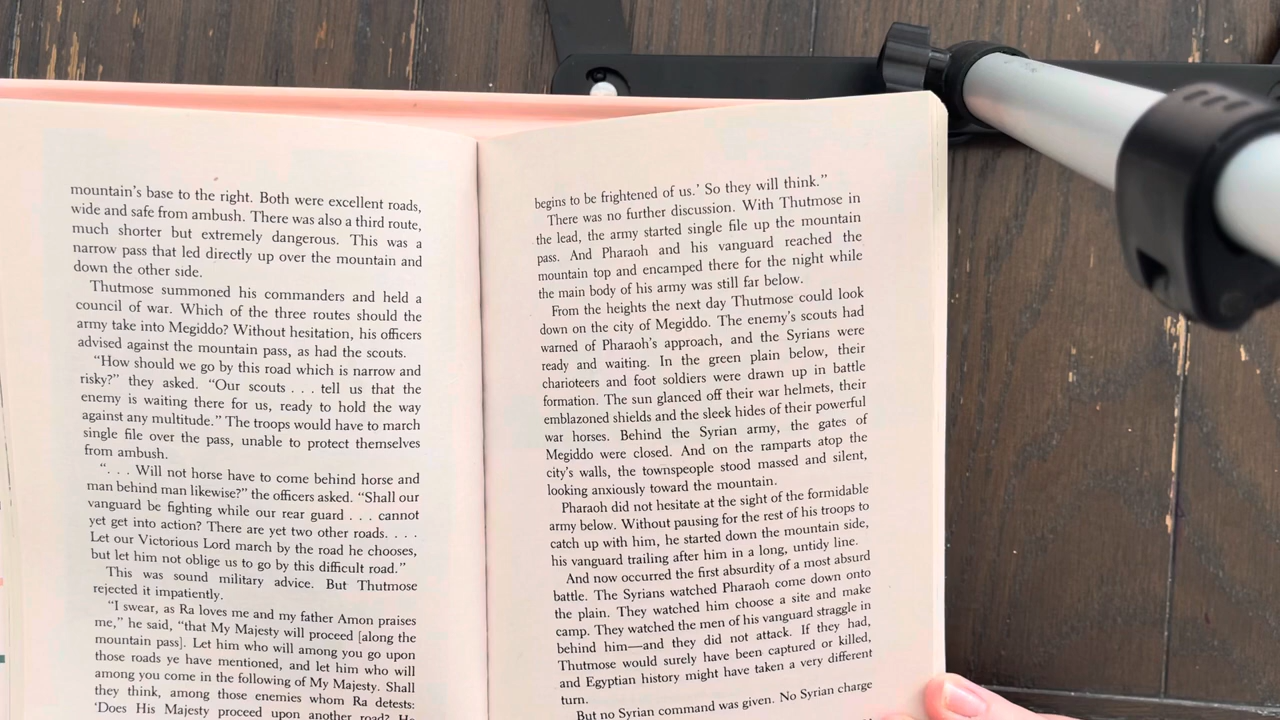 mountain's base to the right. Both were excellent roads,
wide and safe from ambush. There was also a third route,
much shorter but extremely dangerous. This was a
narrow pass that led directly up over the mountain and
down the other side.
Thutmose summoned his commanders and held a
council of war. Which of the three routes should the
army take into Megiddo? Without hesitation, his officers
advised against the mountain pass, as had the scouts.
"How should we go by this road which is narrow and
risky?" they asked. "Our scouts . . . tell us that the
enemy is waiting there for us, ready to hold the way
against any multitude." The troops would have to march
single file over the pass, unable to protect themselves
from ambush.
". . . Will not horse have to come behind horse and
man behind man likewise?" the officers asked. "Shall our
vanguard be fighting while our rear guard . . . cannot
yet get into action? There are yet two other roads. . . .
Let our Victorious Lord march by the road he chooses,
but let him not oblige us to go by this difficult road."
This was sound military advice. But Thutmose
rejected it impatiently.
"I swear, as Ra loves me and my father Amon praises
me," he said, "that My Majesty will proceed [along the
mountain pass]. Let him who will among you go upon
those roads ye have mentioned, and let him who will
among you come in the following of My Majesty. Shall
they think, among those enemies whom Ra detests:
'Does His Majesty proceed upon another road? He
begins to be frightened of us.' So they will think."
There was no further discussion. With Thutmose in
the lead, the army started single file up the mountain
pass. And Pharaoh and his vanguard reached the
mountain top and encamped there for the night while
the main body of his army was still far below.
From the heights the next day Thutmose could look
down on the city of Megiddo. The enemy's scouts had
warned of Pharaoh's approach, and the Syrians were
ready and waiting. In the green plain below, their
charioteers and foot soldiers were drawn up in battle
formation. The sun glanced off their war helmets, their
emblazoned shields and the sleek hides of their powerful
war horses. Behind the Syrian army, the gates of
Megiddo were closed. And on the ramparts atop the
city's walls, the townspeople stood massed and silent,
looking anxiously toward the mountain.
Pharaoh did not hesitate at the sight of the formidable
army below. Without pausing for the rest of his troops to
catch up with him, he started down the mountain side,
his vanguard trailing after him in a long, untidy line.
And now occurred the first absurdity of a most absurd
battle. The Syrians watched Pharaoh come down onto
the plain. They watched him choose a site and make
camp. They watched the men of his vanguard straggle in
behind him—and they did not attack. If they had,
Thutmose would surely have been captured or killed,
and Egyptian history might have taken a very different
turn.
But no Syrian command was given. No Syrian charge